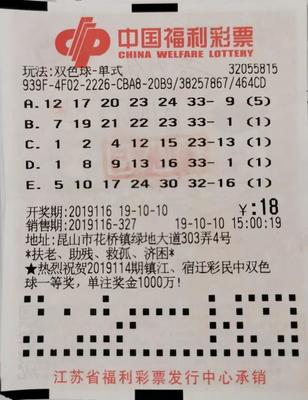 中国福利彩票
CHINA WELFARE LOTTERY
玩法:双色球-单式 32055815
939F-4F02-2226-CBA8-20B9/38257867/464CD
A.12 17 20 23 24 33- 9 (5)
B. 7 19 21 22 23 33- 9 (1)
C. 1 2 13 21 22 23- 6 (1)
D. 1 8 9 13 15 33- 6 (1)
E. 5 10 17 24 30 32-16 (1)
开奖期:2019116 19-10-10 ¥:18
销售期:2019116-327 19-10-10 15:00:19
地址:昆山市花桥镇绿地大道303弄4号
*扶老、助残、救孤、济困*
★热烈祝贺2019114期镇江、宿迁彩民中双色
球一等奖,单注奖金1000万!
江苏省福利彩票发行中心承销